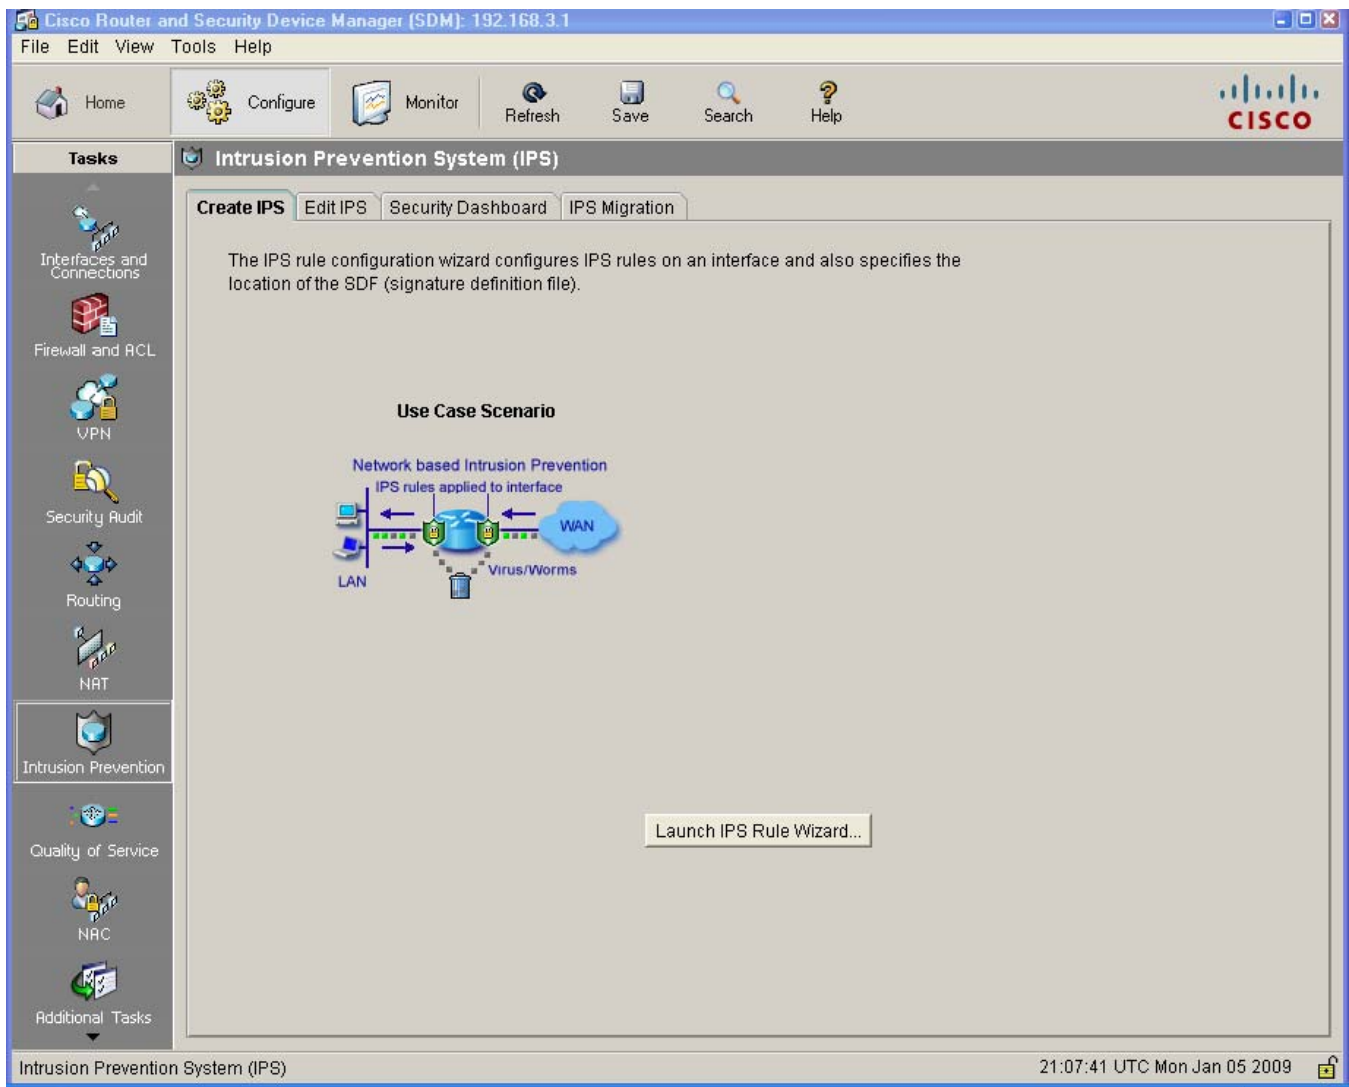 Cisco Router and Security Device Manager (SDM): 192.168.3.1
File Edit View Tools Help
Home Configure Monitor Refresh Save Search Help
CISCO
Tasks
Interfaces and
Connections
Firewall and ACL
VPN
Security Audit
Routing
NAT
Intrusion Prevention
Quality of Service
NAC
Additional Tasks
Intrusion Prevention System (IPS)
Create IPS Edit IPS Security Dashboard IPS Migration
The IPS rule configuration wizard configures IPS rules on an interface and also specifies the
location of the SDF (signature definition file).
Use Case Scenario
Network based Intrusion Prevention
IPS rules applied to interface
WAN
Virus/Worms
LAN
Launch IPS Rule Wizard...
Intrusion Prevention System (IPS)
21:07:41 UTC Mon Jan 05 2009